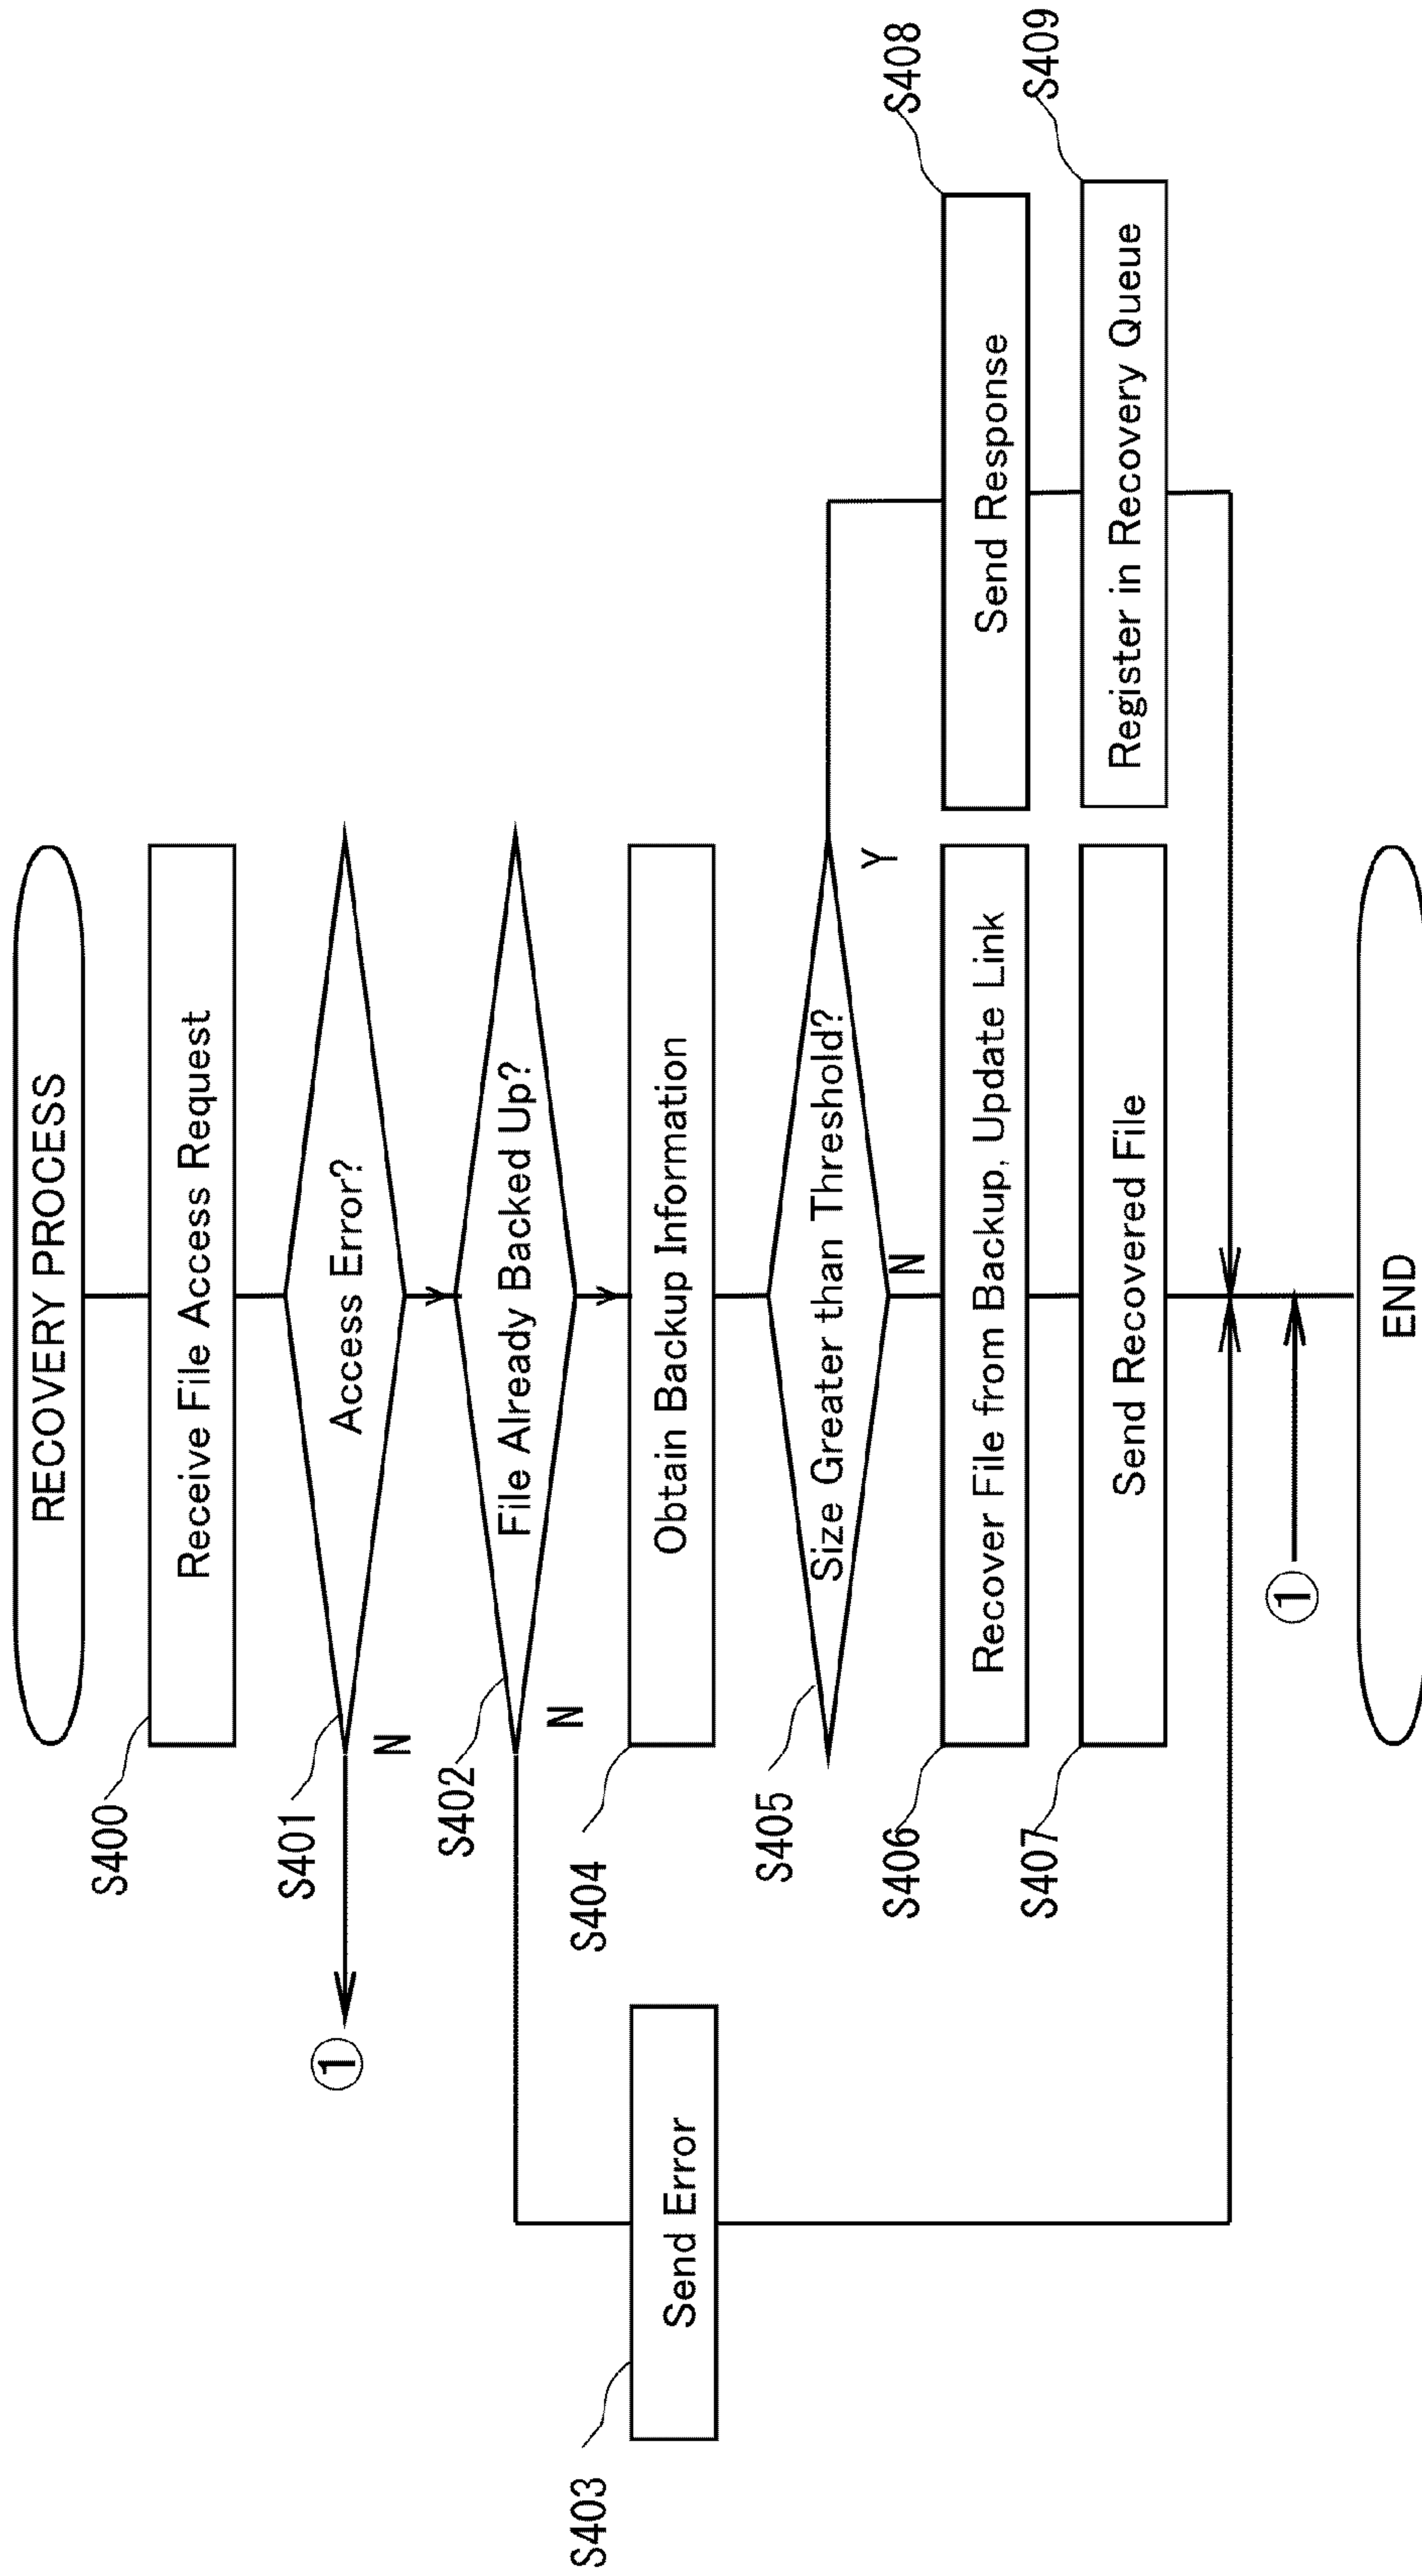 RECOVERY PROCESS
S400
Receive File Access Request
S401
Access Error?
N
①
S402
File Already Backed Up?
N
S403
Send Error
S404
Obtain Backup Information
S405
Size Greater than Threshold?
Y
N
S406
Recover File from Backup, Update Link
S408
Send Response
S407
Send Recovered File
S409
Register in Recovery Queue
①
END